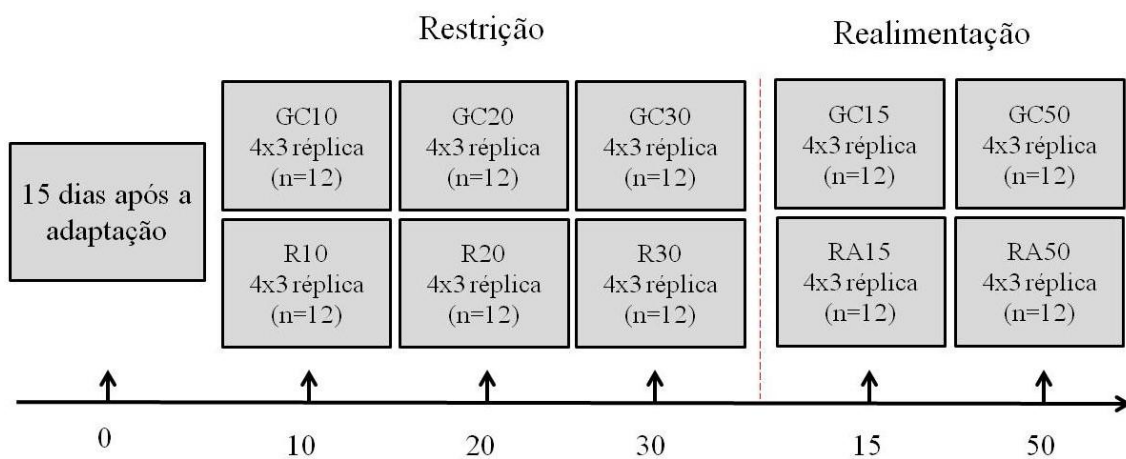 Restrição
Realimentação
15 dias após a
adaptação
GC10
4x3 réplica
(n=12)
GC20
4x3 réplica
(n=12)
GC30
4x3 réplica
(n=12)
GC15
4x3 réplica
(n=12)
GC50
4x3 réplica
(n=12)
R10
4x3 réplica
(n=12)
R20
4x3 réplica
(n=12)
R30
4x3 réplica
(n=12)
RA15
4x3 réplica
(n=12)
RA50
4x3 réplica
(n=12)
0
10
20
30
15
50